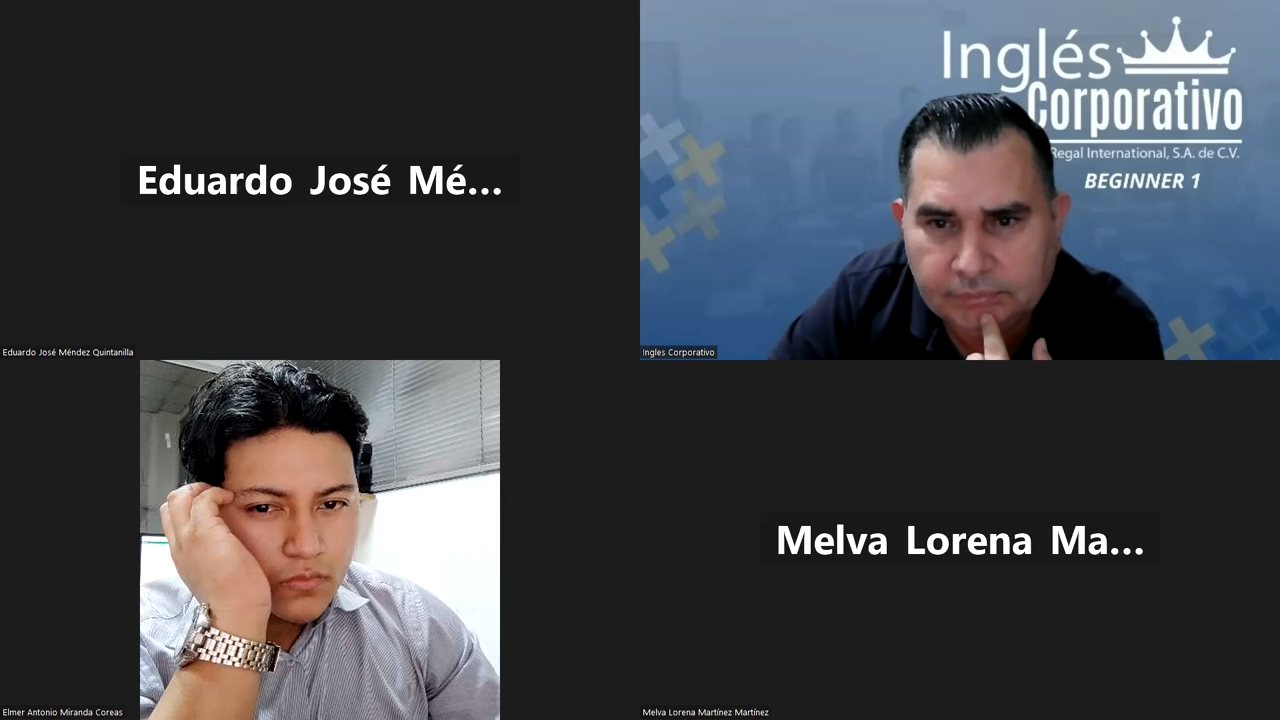 Eduardo José Mé...
Eduardo José Méndez Quintanilla
Inglés
Corporativo
Regal International, S.A. de C.V.
BEGINNER 1
Ingles Corporativo
Elmer Antonio Miranda Coreas
Melva Lorena Ma...
Melva Lorena Martínez Martínez